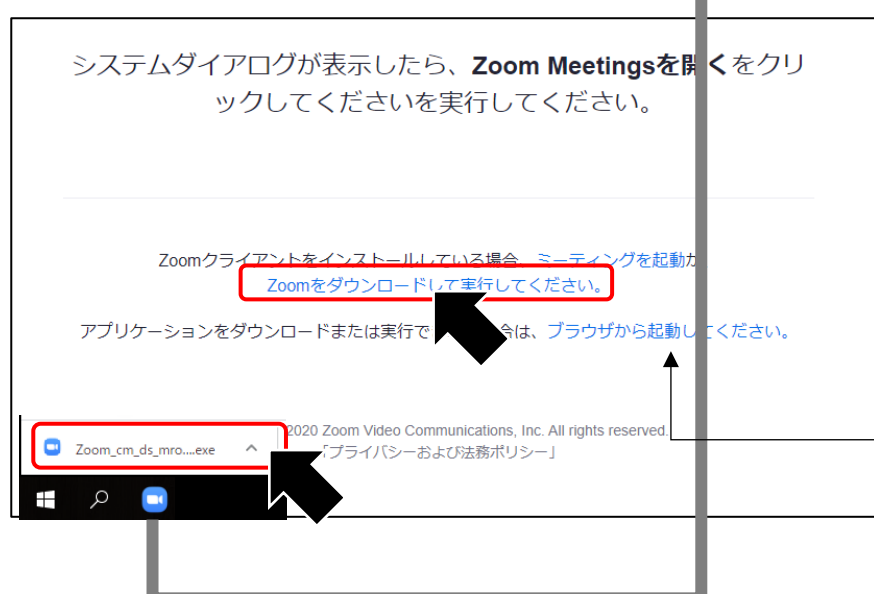 システムダイアログが表示したら、Zoom Meetingsを開くをクリ
ックしてくださいを実行してください。
Zoomクライアントをインストールしている場合、ミーティングを起動か
Zoomをダウンロードして実行してください。
アプリケーションをダウンロードまたは実行で 合は、ブラウザから起動してください。
2020 Zoom Video Communications, Inc. All rights reserved.
「プライバシーおよび法務ポリシー」
Zoom_cm_ds_mro....exe